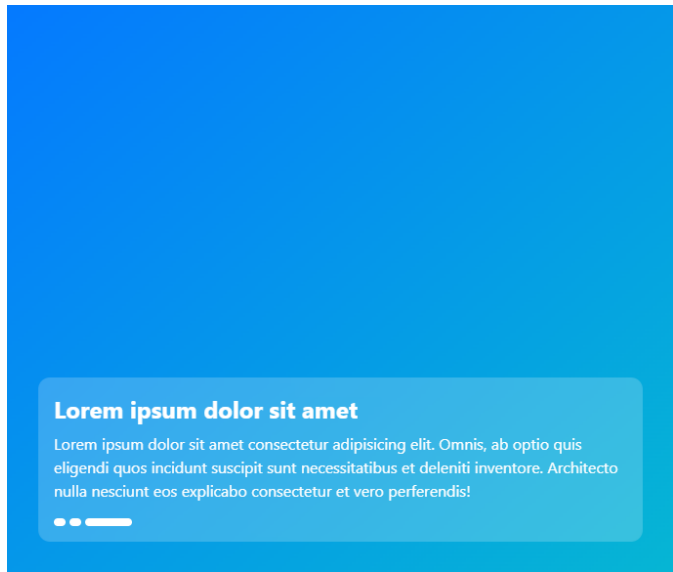 Lorem ipsum dolor sit amet
Lorem ipsum dolor sit amet consectetur adipisicing elit. Omnis, ab optio quis
eligendi quos incidunt suscipit sunt necessitatibus et deleniti inventore. Architecto
nulla nesciunt eos explicabo consectetur et vero perferendis!